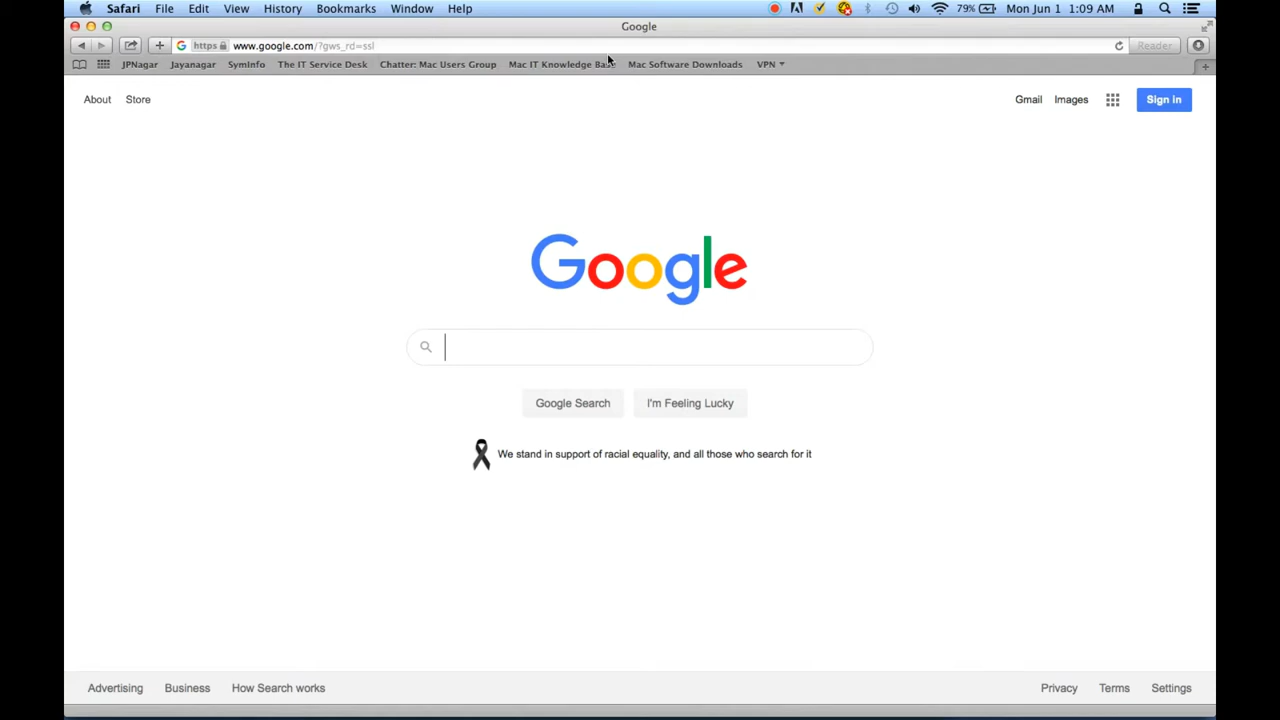 Safari File Edit View History Bookmarks Window Help 79% Mon Jun 1 1:09 AM
Google
https www.google.com/?gws_rd=ssl Reader
JPNagar Jayanagar SymInfo The IT Service Desk Chatter: Mac Users Group Mac IT Knowledge Base Mac Software Downloads VPN
About Store Gmail Images Sign in
Google
Google Search I'm Feeling Lucky
We stand in support of racial equality, and all those who search for it
Advertising Business How Search works Privacy Terms Settings